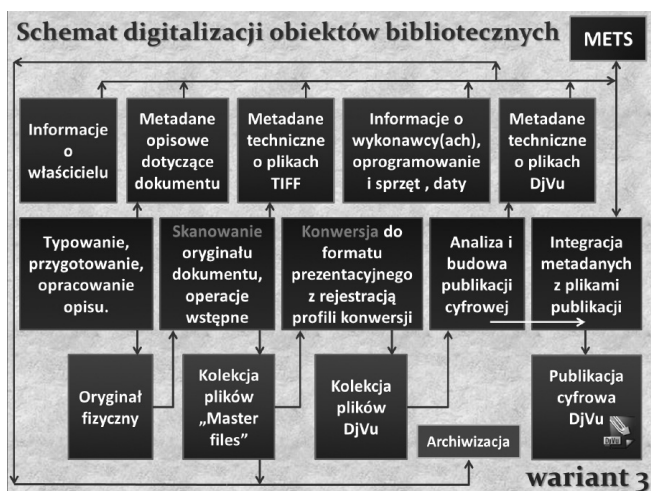 Schemat digitalizacji obiektów bibliotecznych
METS
Informacje
o
właścicielu
Metadane
opisowe
dotyczące
dokumentu
Metadane
techniczne
o plikach
TIFF
Informacje o
wykonawcy(ach),
oprogramowanie
i sprzęt , daty
Metadane
techniczne
o plikach
DjVu
Typowanie,
przygotowanie,
opracowanie
opisu.
Skanowanie
oryginału
dokumentu,
operacje
wstępne
Konwersja do
formatu
prezentacyjnego
z rejestracją
profili konwersji
Analiza i
budowa
publikacji
cyfrowej
Integracja
metadanych
z plikami
publikacji
Oryginał
fizyczny
Kolekcja
plików
„Master
files"
Kolekcja
plików
DjVu
Archiwizacja
Publikacja
cyfrowa
DjVu
DjVu
wariant 3